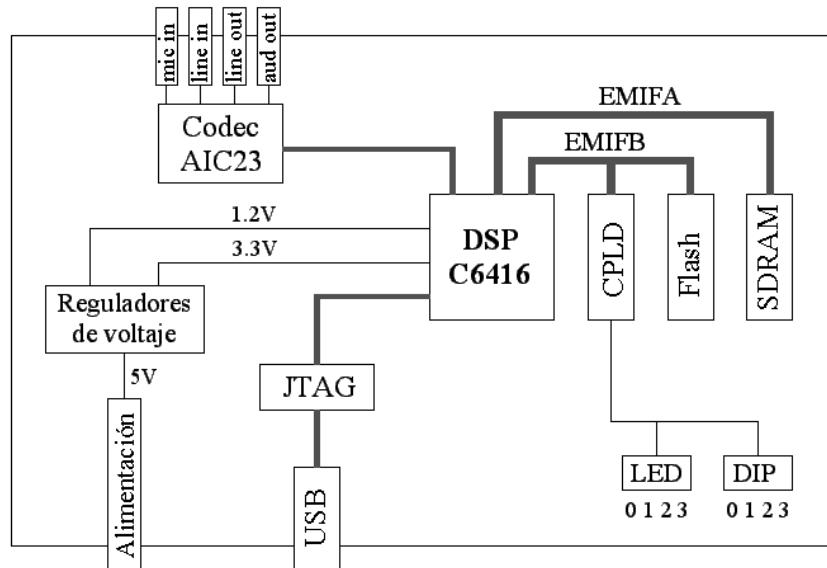 mic in
line in
line out
aud out
Codec
AIC23
EMIFA
EMIFB
1.2V
3.3V
DSP
C6416
CPLD
Flash
SDRAM
Reguladores
de voltaje
5V
JTAG
Alimentación
USB
LED
DIP
0 1 2 3
0 1 2 3